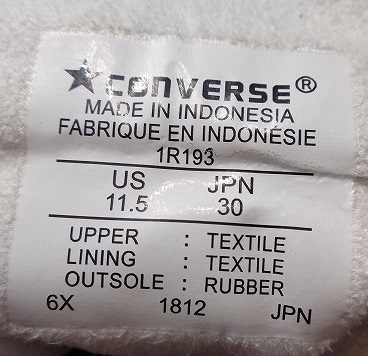 CONVERSE®
MADE IN INDONESIA
FABRIQUE EN INDONÉSIE
1R193
US JPN
11.5 30
UPPER : TEXTILE
LINING : TEXTILE
OUTSOLE : RUBBER
6X 1812 JPN